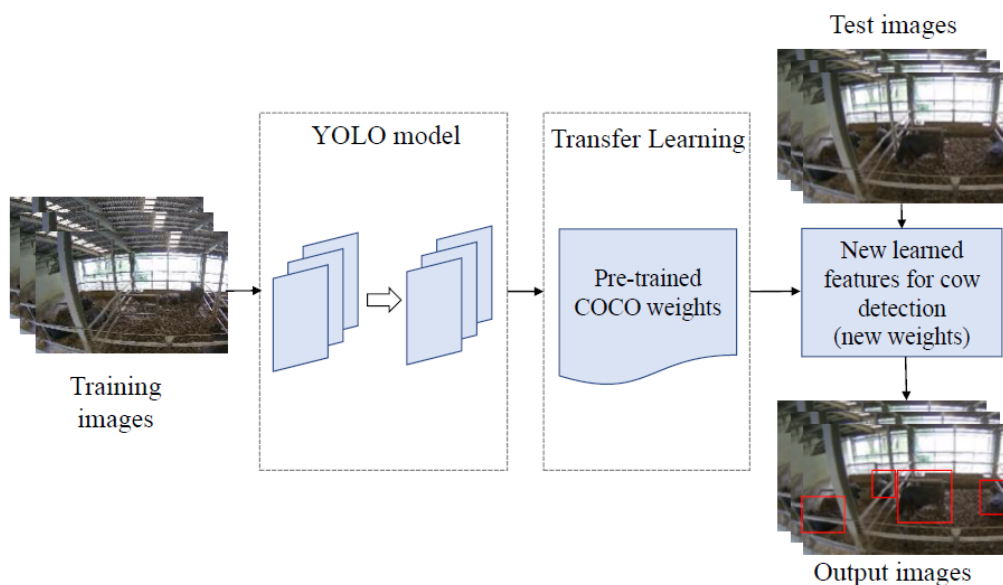 Test images
YOLO model
Transfer Learning
Training
images
Pre-trained
COCO weights
New learned
features for cow
detection
(new weights)
Output images